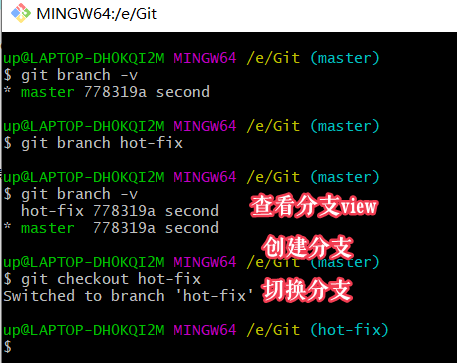 MINGW64:/e/Git
up@LAPTOP-DH0KQI2M MINGW64 /e/Git (master)
$ git branch -v
* master 778319a second
up@LAPTOP-DH0KQI2M MINGW64 /e/Git (master)
$ git branch hot-fix
up@LAPTOP-DH0KQI2M MINGW64 /e/Git (master)
$ git branch -v
hot-fix 778319a second
查看分支view
* master 778319a second
创建分支
up@LAPTOP-DH0KQI2M MINGW64 /e/Git (master)
$ git checkout hot-fix
Switched to branch 'hot-fix'
切换分支
up@LAPTOP-DH0KQI2M MINGW64 /e/Git (hot-fix)
$